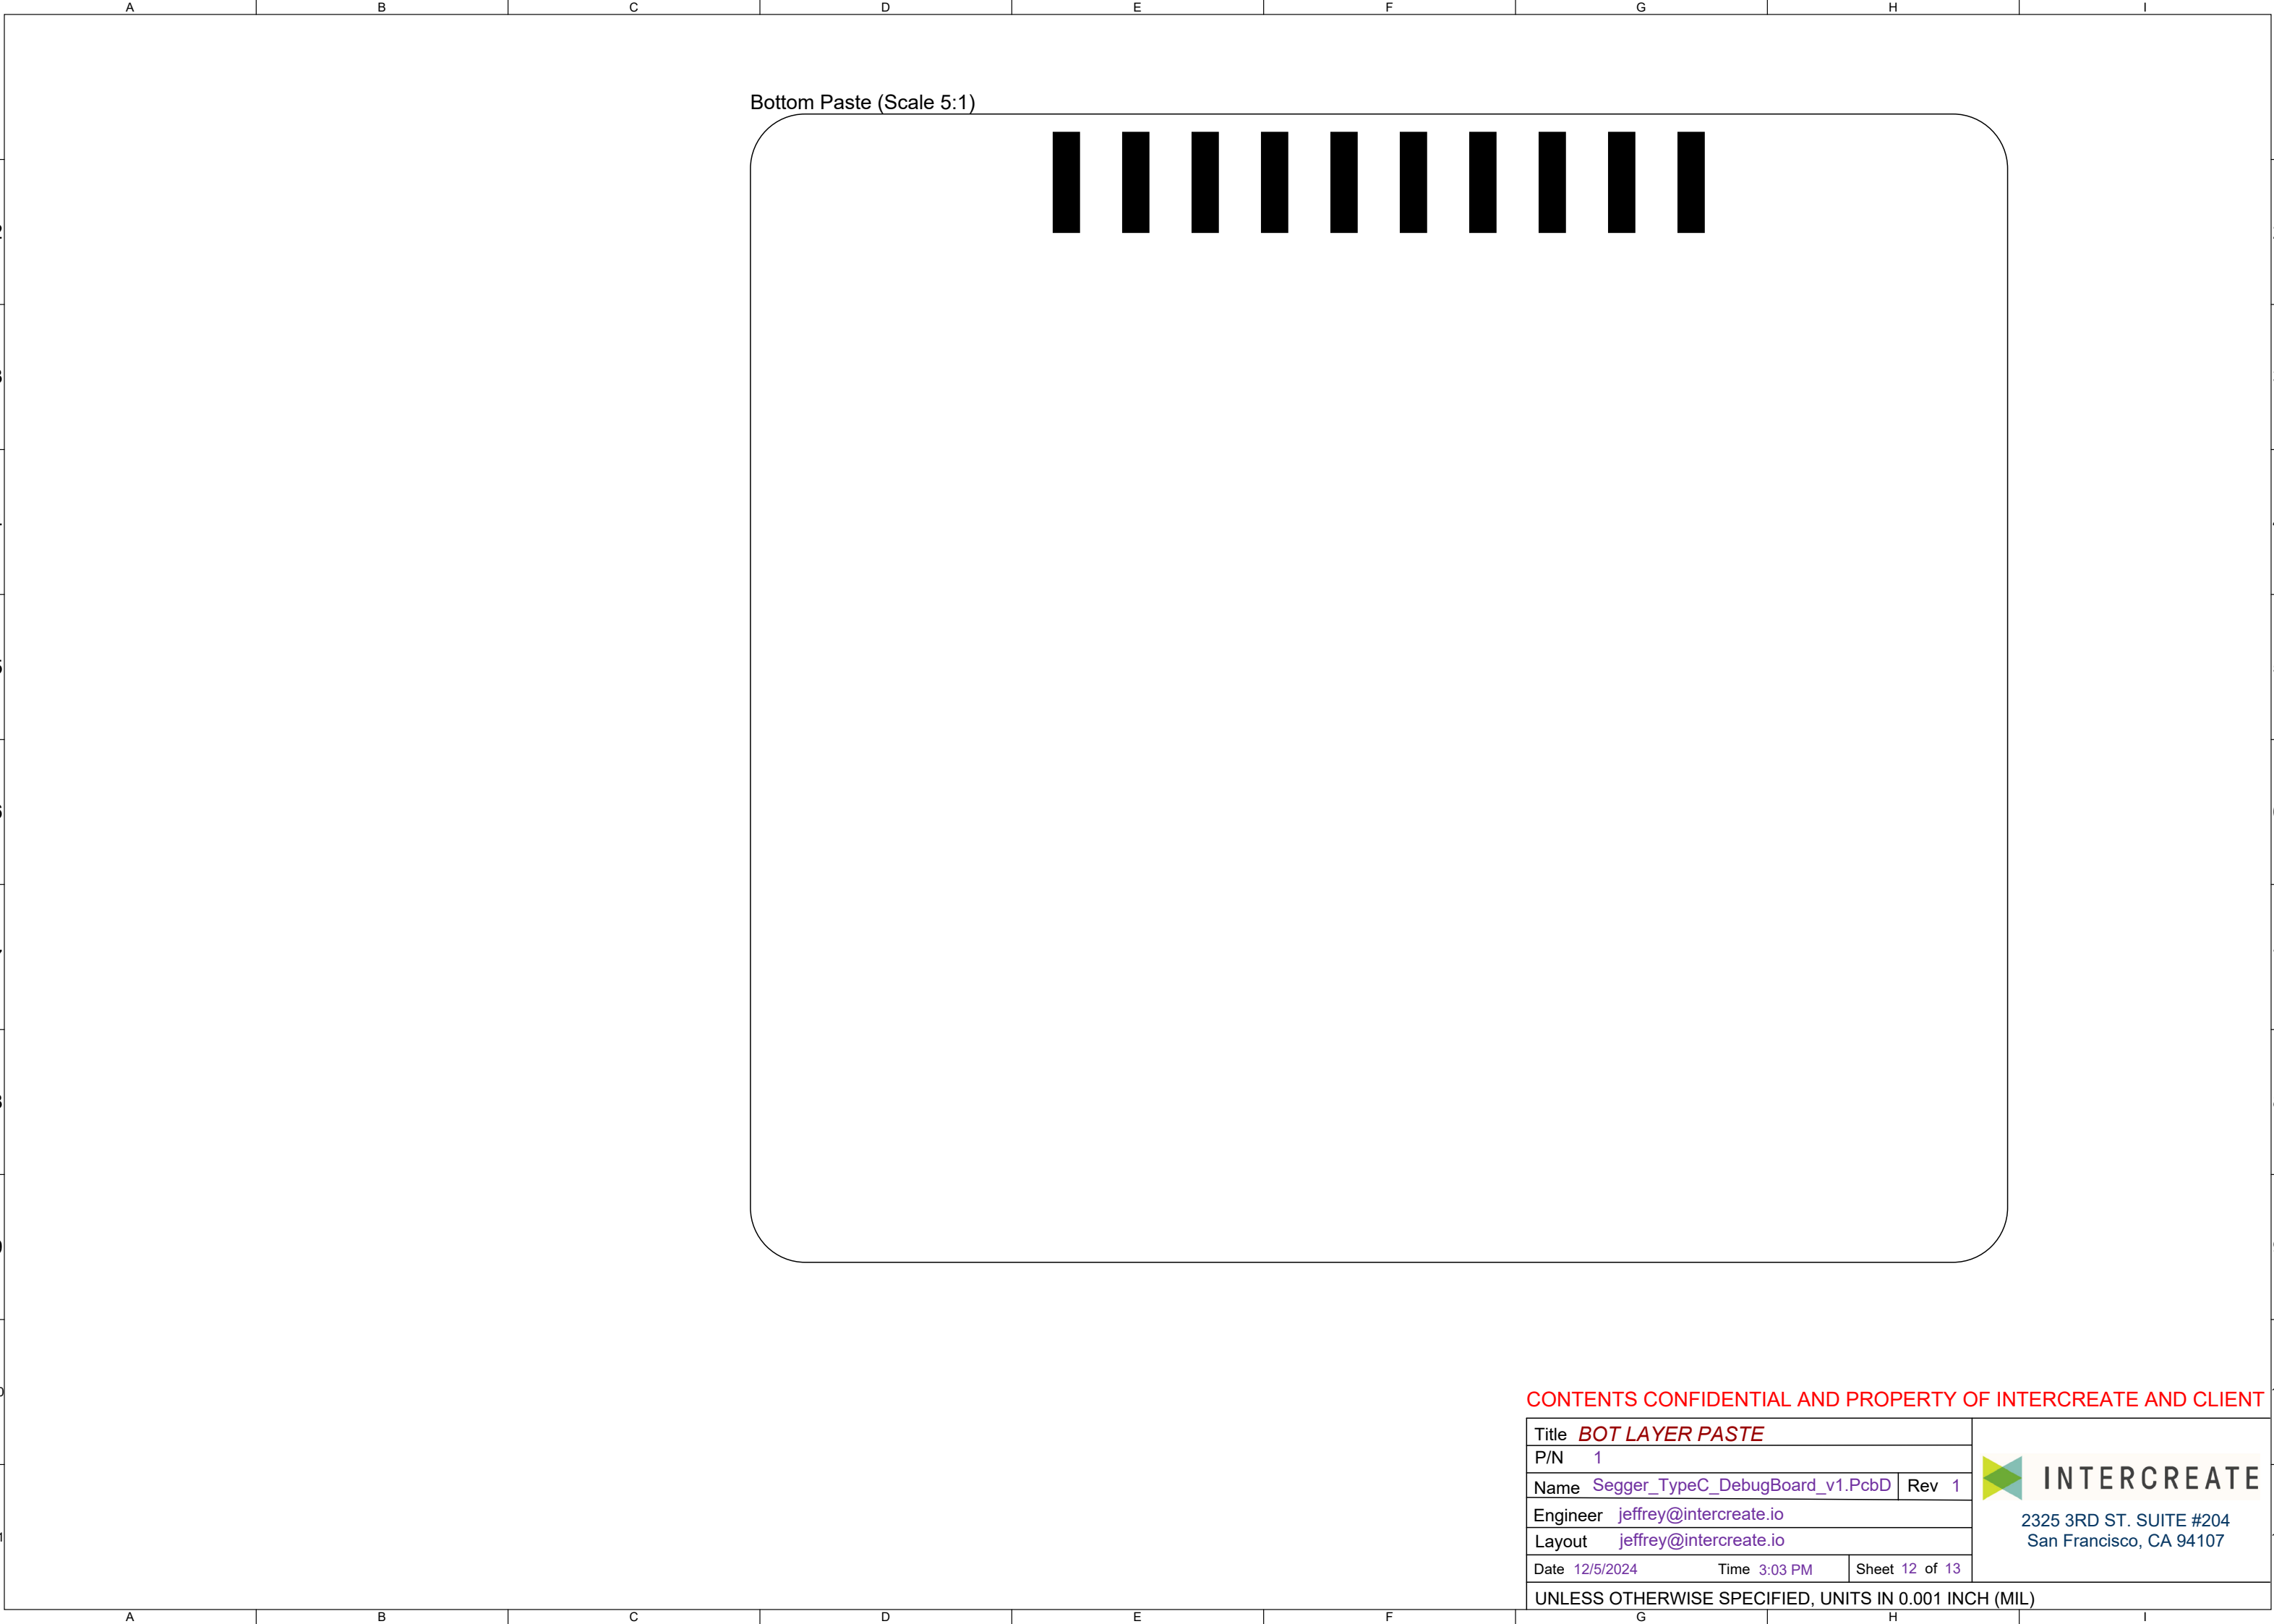 A B C D E F G H I
Bottom Paste (Scale 5:1)
CONTENTS CONFIDENTIAL AND PROPERTY OF INTERCREATE AND CLIENT
Title BOT LAYER PASTE
P/N 1
Name Segger_TypeC_DebugBoard_v1.PcbD Rev 1
Engineer jeffrey@intercreate.io
Layout jeffrey@intercreate.io
Date 12/5/2024 Time 3:03 PM Sheet 12 of 13
UNLESS OTHERWISE SPECIFIED, UNITS IN 0.001 INCH (MIL)
INTERCREATE
2325 3RD ST. SUITE #204
San Francisco, CA 94107
A B C D E F G H I